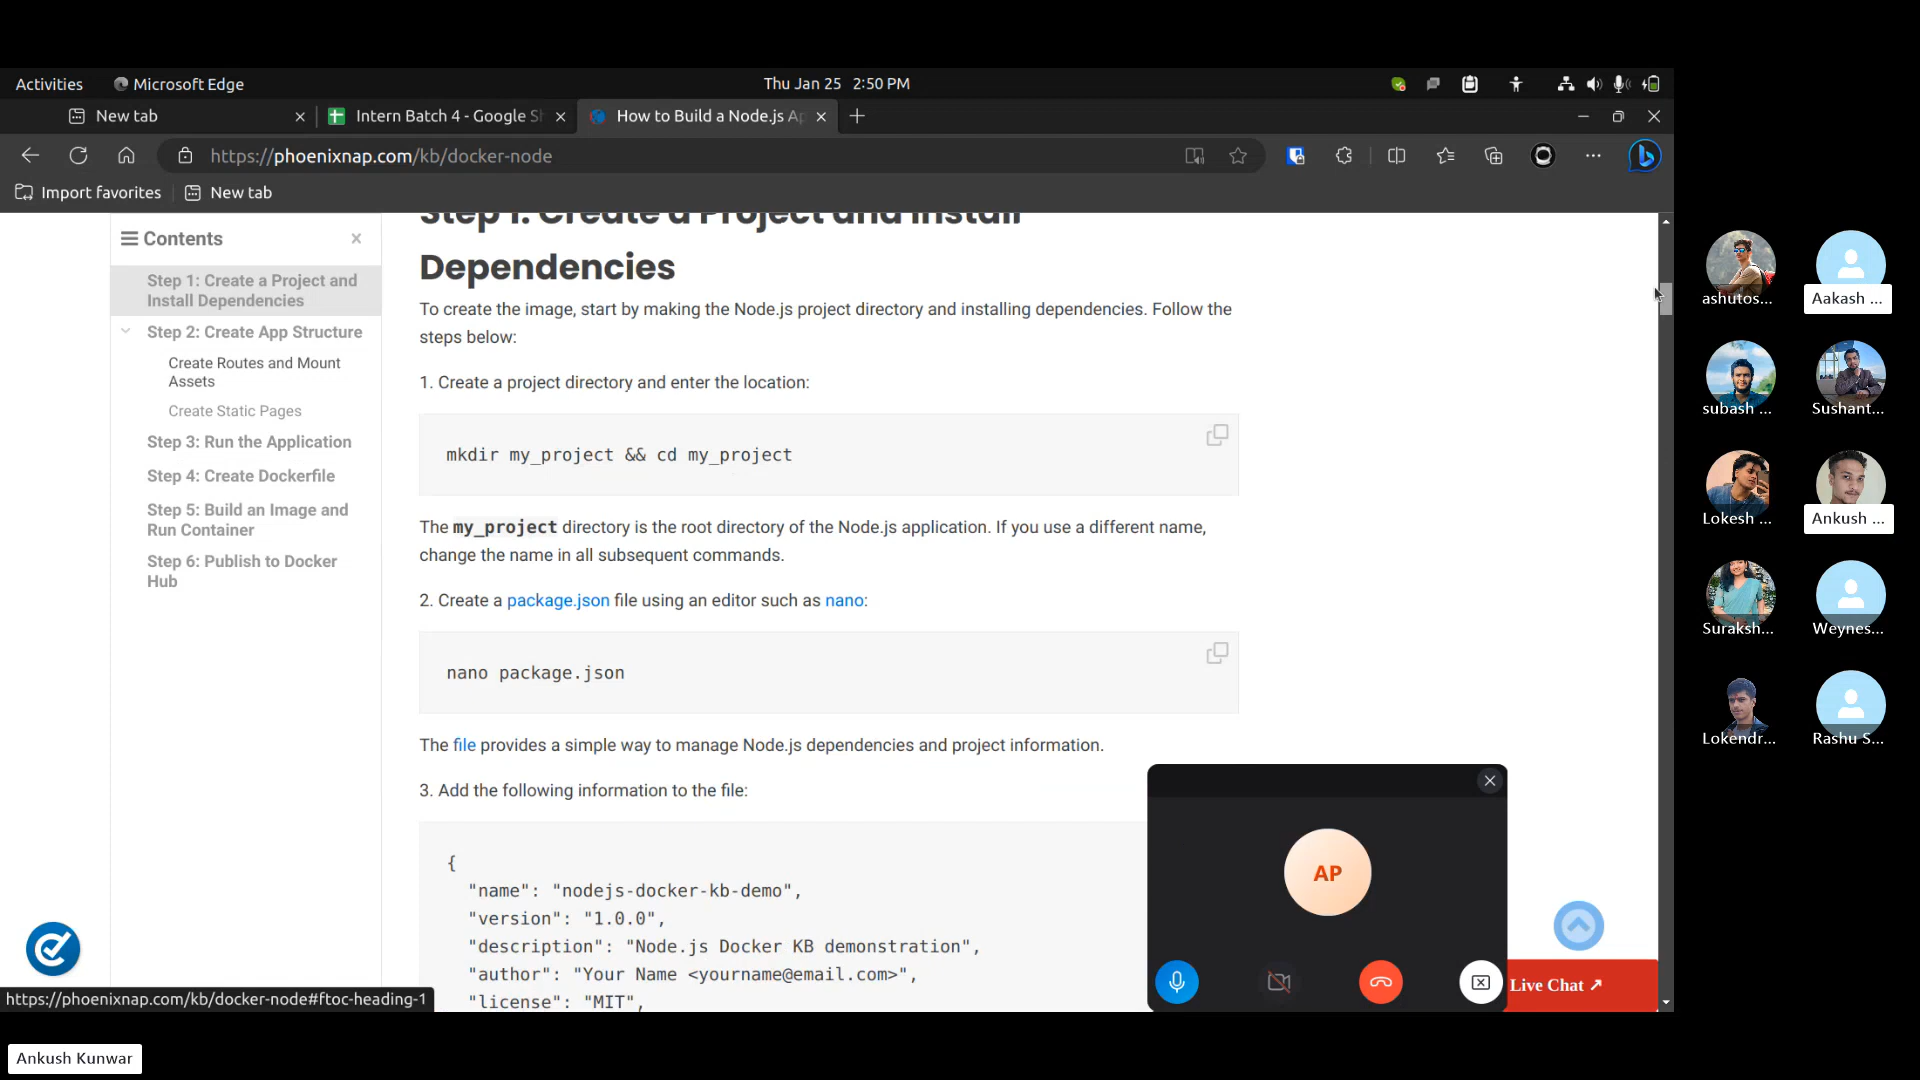 Activities
Microsoft Edge
Thu Jan 25 2:50 PM
New tab
Intern Batch 4 - Google S
How to Build a Node.js Ap
https://phoenixnap.com/kb/docker-node
Import favorites
New tab
Contents
Step 1: Create a Project and
Install Dependencies
Step 2: Create App Structure
Create Routes and Mount
Assets
Create Static Pages
Step 3: Run the Application
Step 4: Create Dockerfile
Step 5: Build an Image and
Run Container
Step 6: Publish to Docker
Hub
Step 1: Create a Project and Install
Dependencies
To create the image, start by making the Node.js project directory and installing dependencies. Follow the
steps below:
1. Create a project directory and enter the location:
mkdir my_project && cd my_project
The my_project directory is the root directory of the Node.js application. If you use a different name,
change the name in all subsequent commands.
2. Create a package.json file using an editor such as nano:
nano package.json
The file provides a simple way to manage Node.js dependencies and project information.
3. Add the following information to the file:
{
"name": "nodejs-docker-kb-demo",
"version": "1.0.0",
"description": "Node.js Docker KB demonstration",
"author": "Your Name <yourname@email.com>",
"license": "MIT",
https://phoenixnap.com/kb/docker-node#ftoc-heading-1
AP
Live Chat ↗
ashutos...
Aakash ...
subash ...
Sushant...
Lokesh ...
Ankush ...
Suraksh...
Weynes...
Lokendr...
Rashu S...
Ankush Kunwar